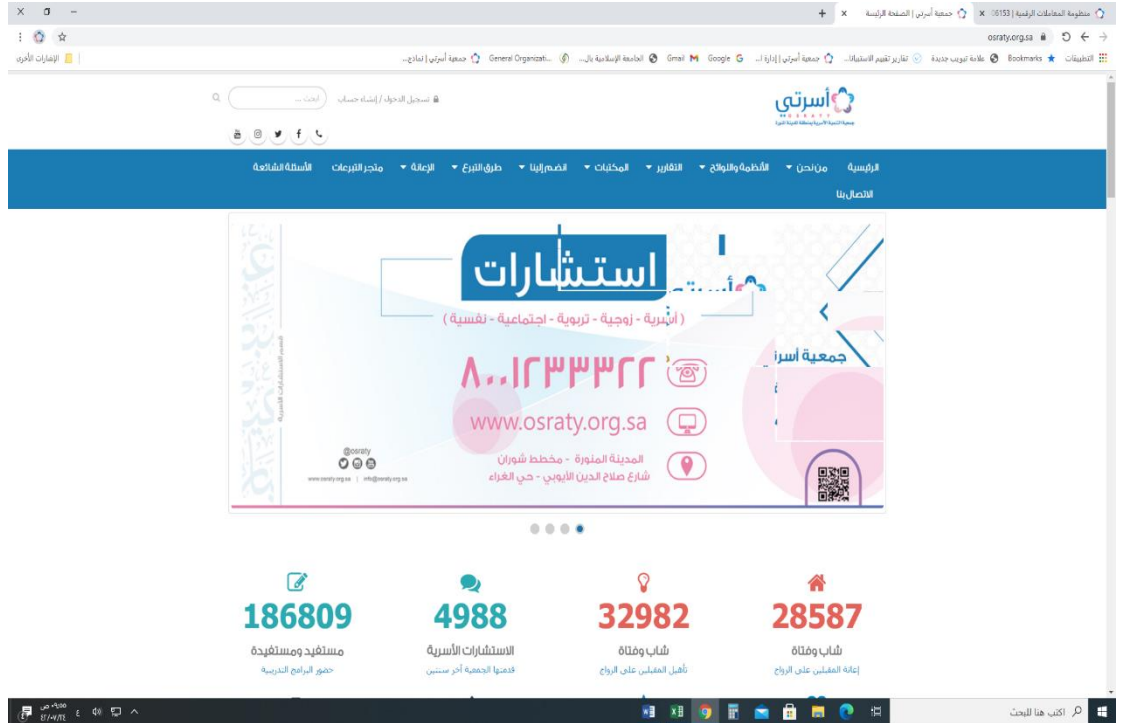 منظومة المعاملات الرقمية | 06153
جمعية أسرتي | الصفحة الرئيسة
osraty.org.sa
التطبيقات
Bookmarks
علامة تبويب جديدة
تقارير تقييم الاستبيانا...
جمعية أسرتي | إدارة ا...
Google
Gmail
الجامعة الإسلامية بال...
General Organizati...
جمعية أسرتي | نماذج...
الإشارات الأخرى
أسرتي
OSRATY
تسجيل الدخول / إنشاء حساب
ابحث ...
الرئيسية من نحن الأنظمة واللوائح التقارير المكتبات انضم إلينا طرق التبرع الإعانة متجر التبرعات الأسئلة الشائعة
الاتصال بنا
استشارات
( أسرية - زوجية - تربوية - اجتماعية - نفسية )
٨٠٠١٢٣٣٣٢٢
www.osraty.org.sa
المدينة المنورة - مخطط شوران
شارع صلاح الدين الأيوبي - حي الغراء
@osraty
www.osraty.org.sa | info@osraty.org.sa
28587
شاب وفتاة
إعانة المقبلين على الزواج
32982
شاب وفتاة
تأهيل المقبلين على الزواج
4988
الاستشارات الأسرية
قدمتها الجمعية آخر سنتين
186809
مستفيد ومستفيدة
حضور البرامج التدريبية
اكتب هنا للبحث